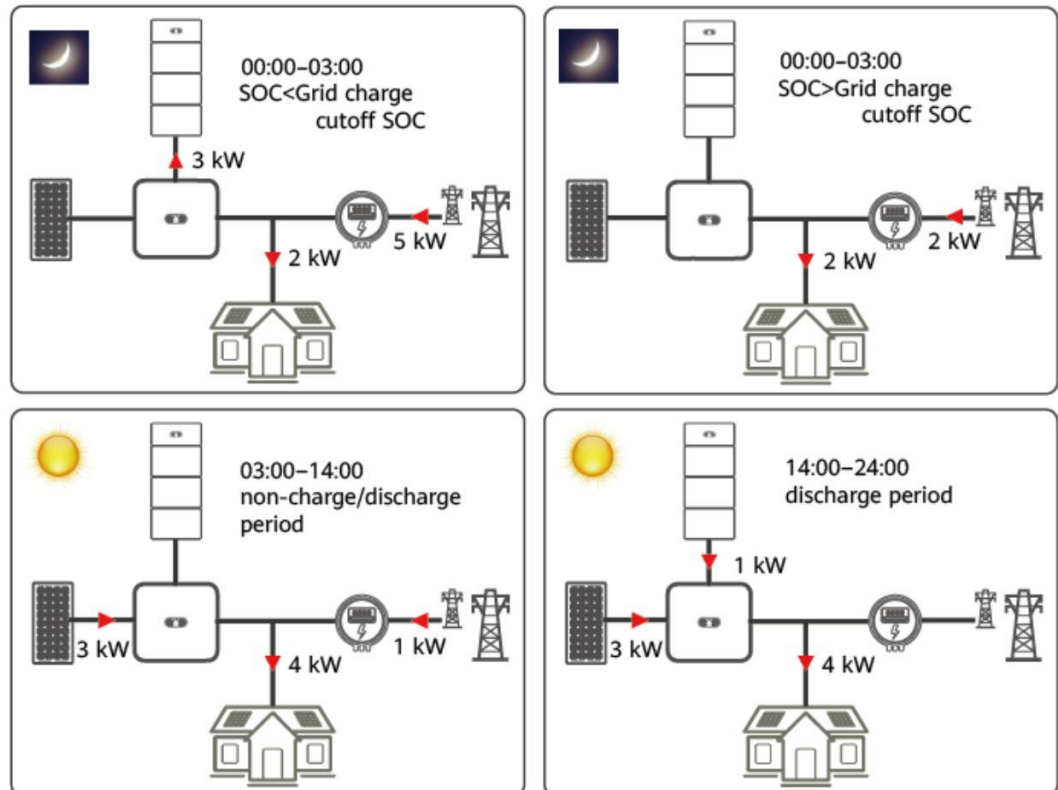 00:00–03:00
SOC<Grid charge
cutoff SOC
3 kW
5 kW
2 kW
00:00–03:00
SOC>Grid charge
cutoff SOC
2 kW
2 kW
03:00–14:00
non-charge/discharge
period
3 kW
1 kW
4 kW
14:00–24:00
discharge period
1 kW
3 kW
4 kW